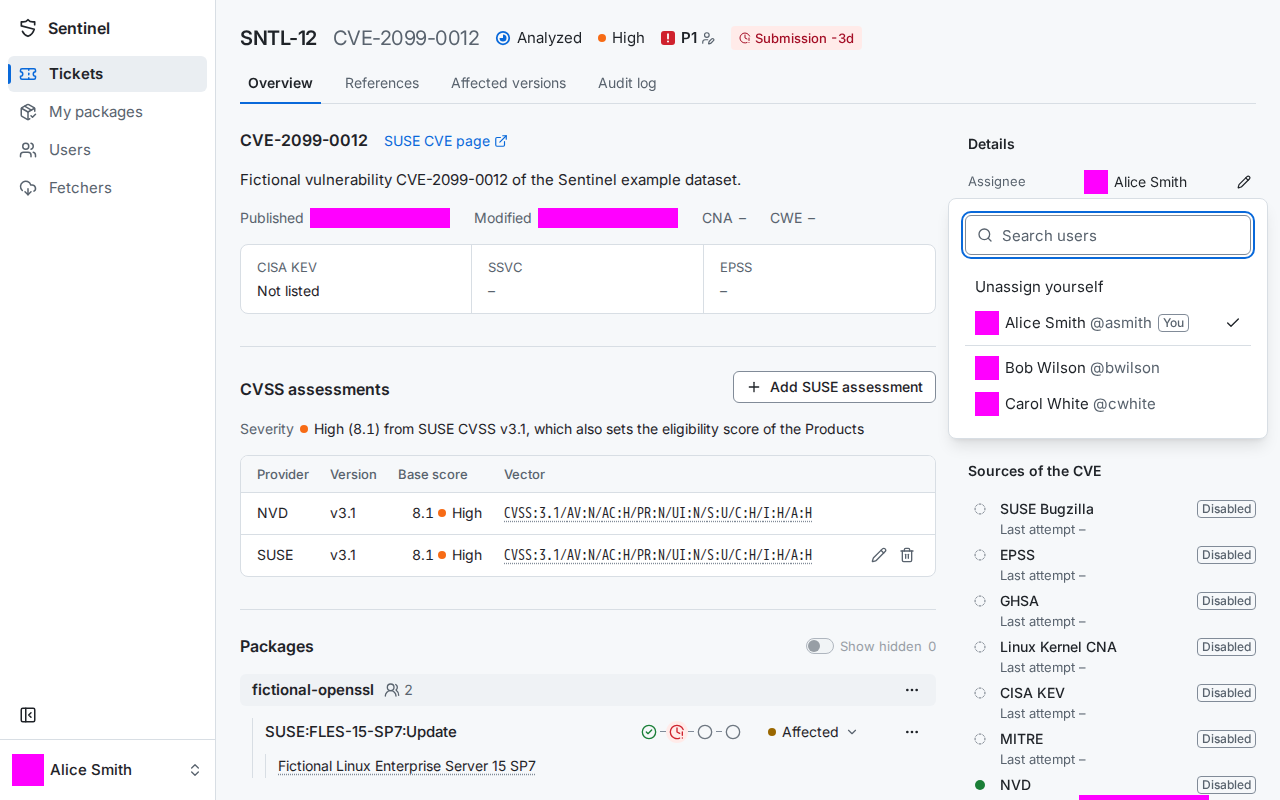 Sentinel
Tickets
My packages
Users
Fetchers
Alice Smith
SNTL-12 CVE-2099-0012 Analyzed High P1 Submission -3d
Overview References Affected versions Audit log
CVE-2099-0012 SUSE CVE page
Fictional vulnerability CVE-2099-0012 of the Sentinel example dataset.
Published Modified CNA – CWE –
CISA KEV SSVC EPSS
Not listed – –
CVSS assessments Add SUSE assessment
Severity High (8.1) from SUSE CVSS v3.1, which also sets the eligibility score of the Products
Provider Version Base score Vector
NVD v3.1 8.1 High CVSS:3.1/AV:N/AC:H/PR:N/UI:N/S:U/C:H/I:H/A:H
SUSE v3.1 8.1 High CVSS:3.1/AV:N/AC:H/PR:N/UI:N/S:U/C:H/I:H/A:H
Packages Show hidden 0
fictional-openssl 2
SUSE:FLES-15-SP7:Update Affected
Fictional Linux Enterprise Server 15 SP7
Details
Assignee Alice Smith
Search users
Unassign yourself
Alice Smith @asmith You
Bob Wilson @bwilson
Carol White @cwhite
Sources of the CVE
SUSE Bugzilla Disabled
Last attempt –
EPSS Disabled
Last attempt –
GHSA Disabled
Last attempt –
Linux Kernel CNA Disabled
Last attempt –
CISA KEV Disabled
Last attempt –
MITRE Disabled
Last attempt –
NVD Disabled